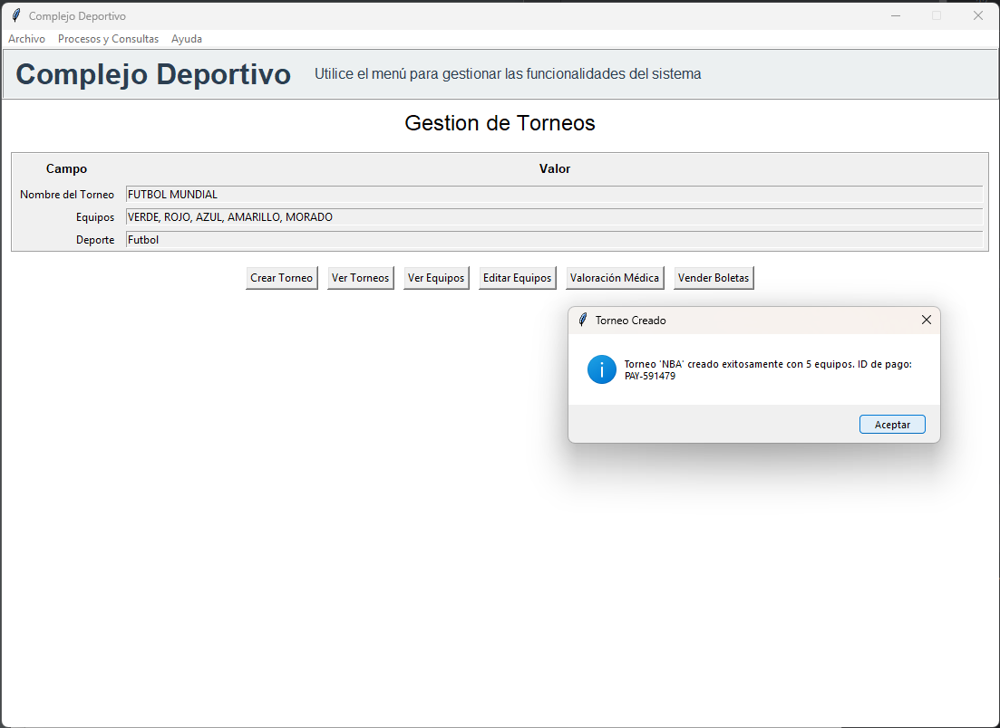 Complejo Deportivo
Archivo Procesos y Consultas Ayuda
Complejo Deportivo Utilice el menú para gestionar las funcionalidades del sistema
Gestion de Torneos
Campo Valor
Nombre del Torneo FUTBOL MUNDIAL
Equipos VERDE, ROJO, AZUL, AMARILLO, MORADO
Deporte Futbol
Crear Torneo Ver Torneos Ver Equipos Editar Equipos Valoración Médica Vender Boletas
Torneo Creado
Torneo 'NBA' creado exitosamente con 5 equipos. ID de pago:
PAY-591479
Aceptar